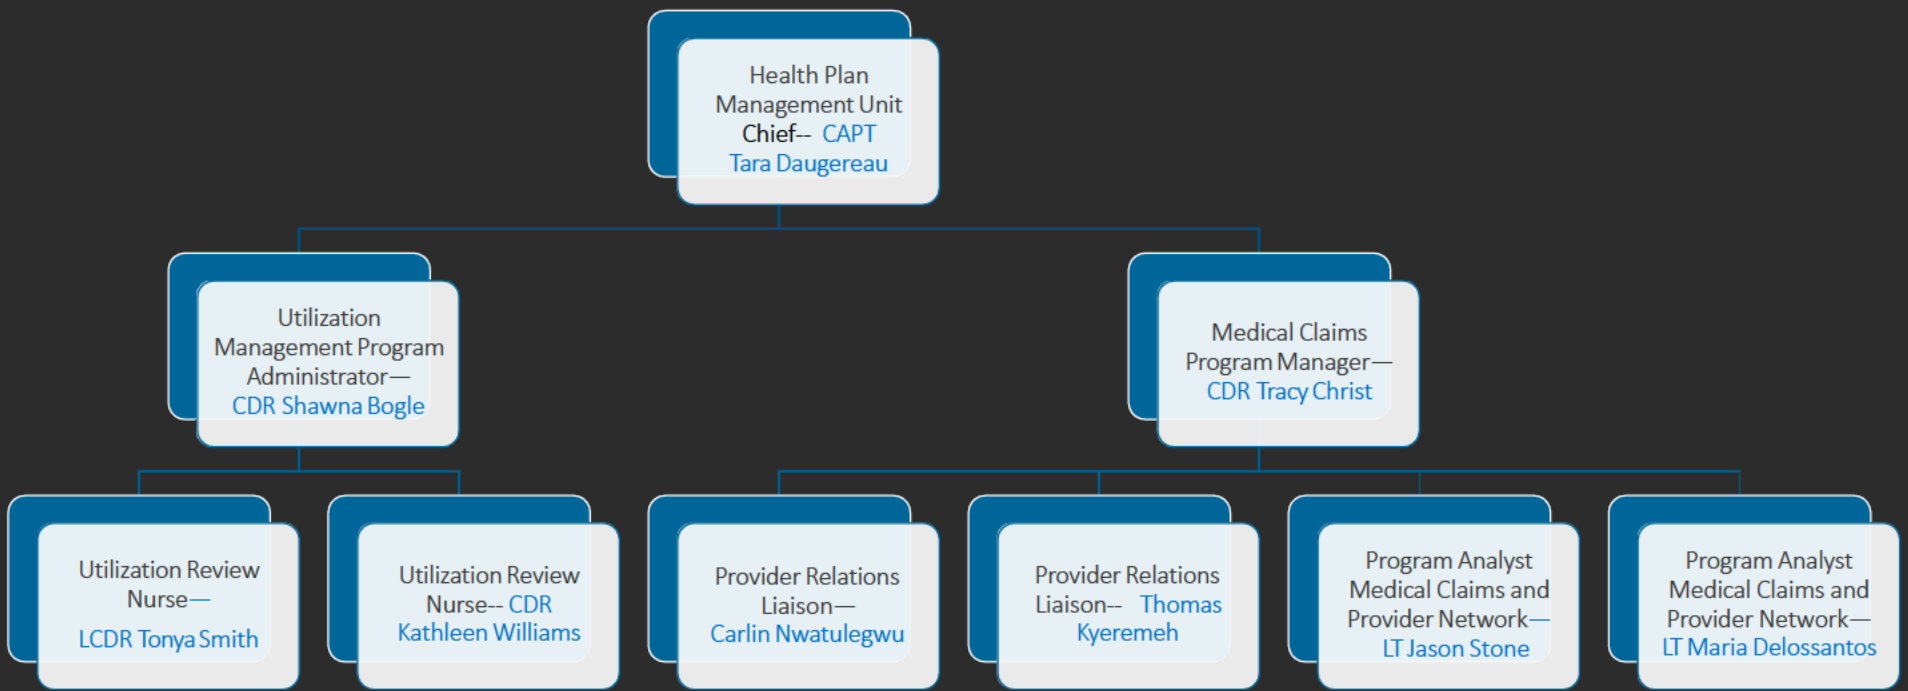 Health Plan
Management Unit
Chief-- CAPT
Tara Daugereau
Utilization
Management Program
Administrator—
CDR Shawna Bogle
Medical Claims
Program Manager—
CDR Tracy Christ
Utilization Review
Nurse—
LCDR Tonya Smith
Utilization Review
Nurse-- CDR
Kathleen Williams
Provider Relations
Liaison—
Carlin Nwatulegwu
Provider Relations
Liaison-- Thomas
Kyeremeh
Program Analyst
Medical Claims and
Provider Network—
LT Jason Stone
Program Analyst
Medical Claims and
Provider Network—
LT Maria Delossantos